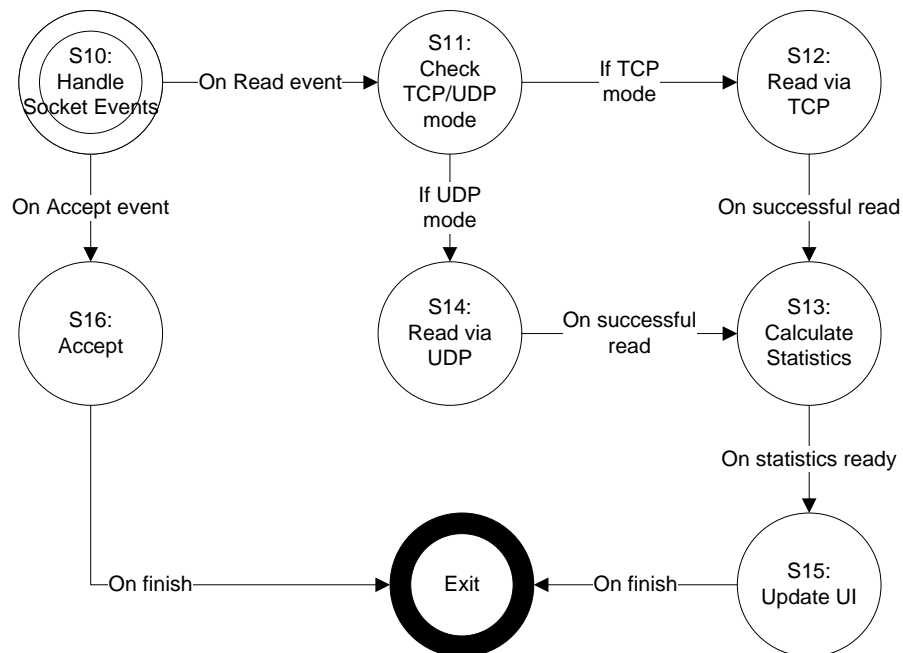 S10:
Handle
Socket Events
On Read event
S11:
Check
TCP/UDP
mode
If TCP
mode
S12:
Read via
TCP
On Accept event
If UDP
mode
On successful read
S16:
Accept
S14:
Read via
UDP
On successful
read
S13:
Calculate
Statistics
On statistics ready
On finish
Exit
On finish
S15:
Update UI